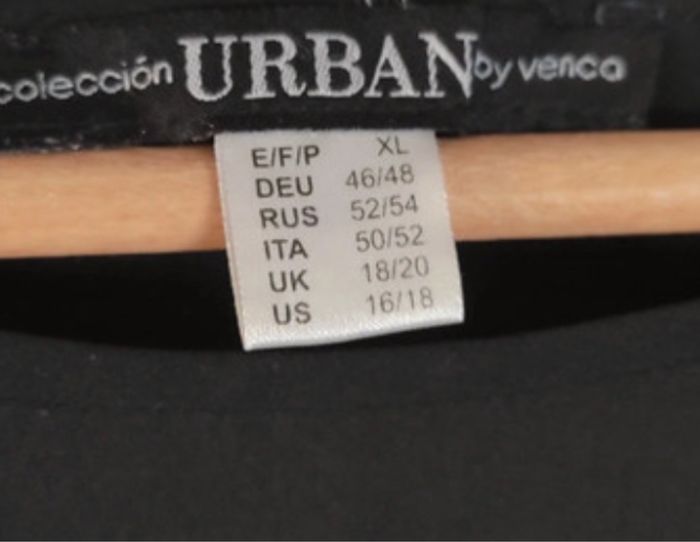 colección URBAN by venca
E/F/P XL
DEU 46/48
RUS 52/54
ITA 50/52
UK 18/20
US 16/18